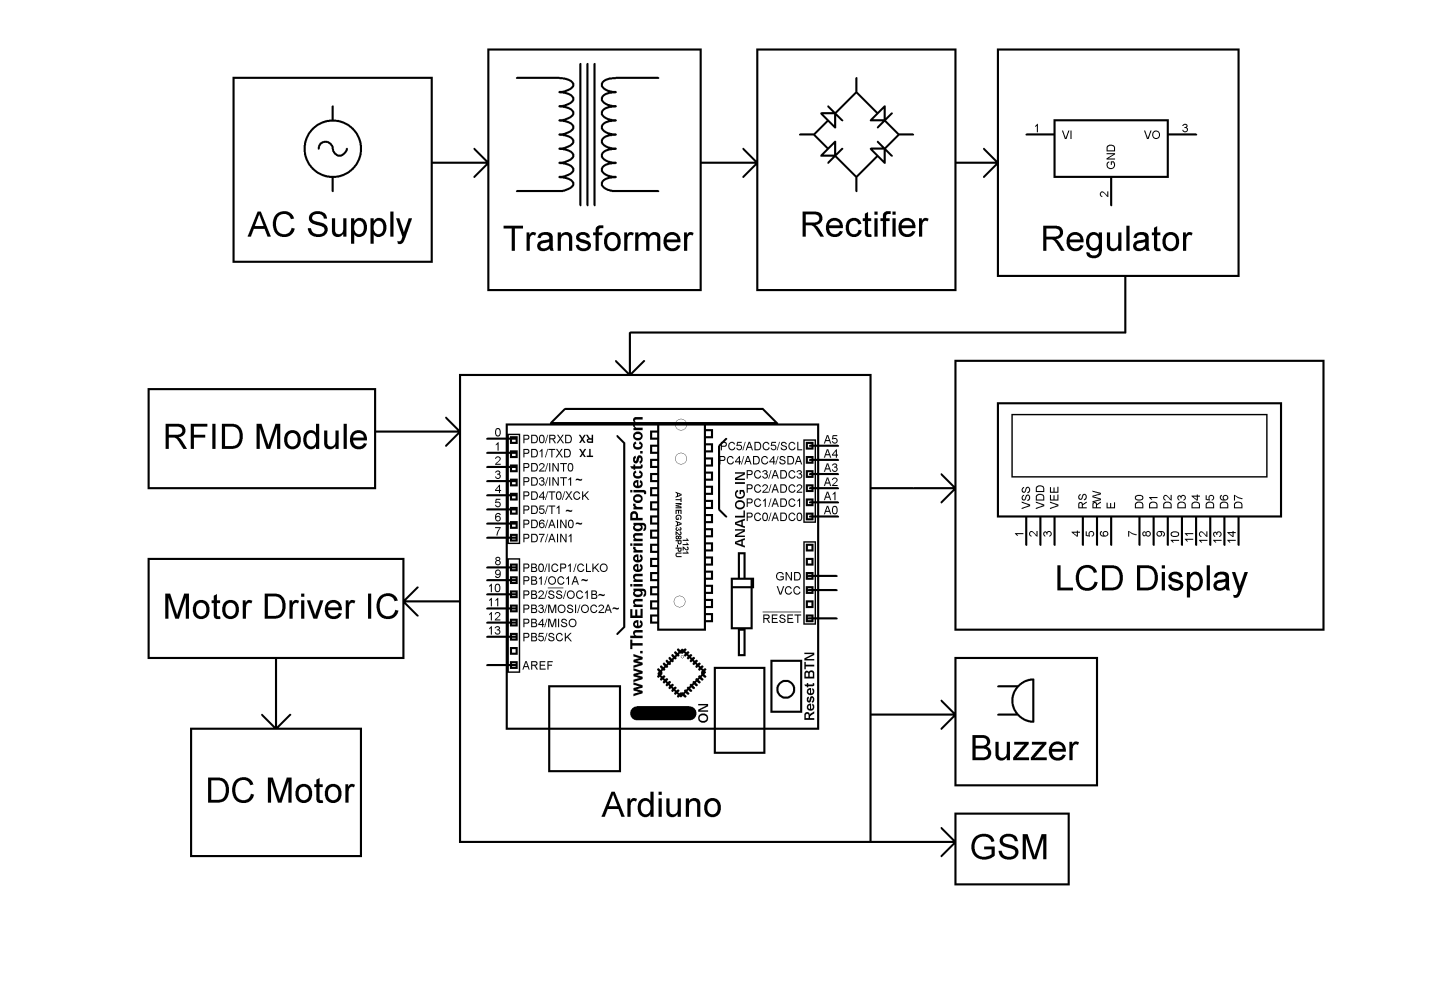 AC Supply
Transformer
Rectifier
1 VI VO 3
GND
2
Regulator
RFID Module
Motor Driver IC
DC Motor
0 PD0/RXD RX
1 PD1/TXD TX
2 PD2/INT0
3 PD3/INT1~
4 PD4/T0/XCK
5 PD5/T1~
6 PD6/AIN0~
7 PD7/AIN1
8 PB0/ICP1/CLKO
9 PB1/OC1A~
10 PB2/SS/OC1B~
11 PB3/MOSI/OC2A~
12 PB4/MISO
13 PB5/SCK
AREF
www.TheEngineeringProjects.com
ATMEGA328P-PU
1121
ANALOG IN
PC5/ADC5/SCL A5
PC4/ADC4/SDA A4
PC3/ADC3 A3
PC2/ADC2 A2
PC1/ADC1 A1
PC0/ADC0 A0
GND
VCC
RESET
Reset BTN
ON
Ardiuno
VSS VDD VEE RS RW E D0 D1 D2 D3 D4 D5 D6 D7
1 2 3 4 5 6 7 8 9 10 11 12 13 14
LCD Display
Buzzer
GSM